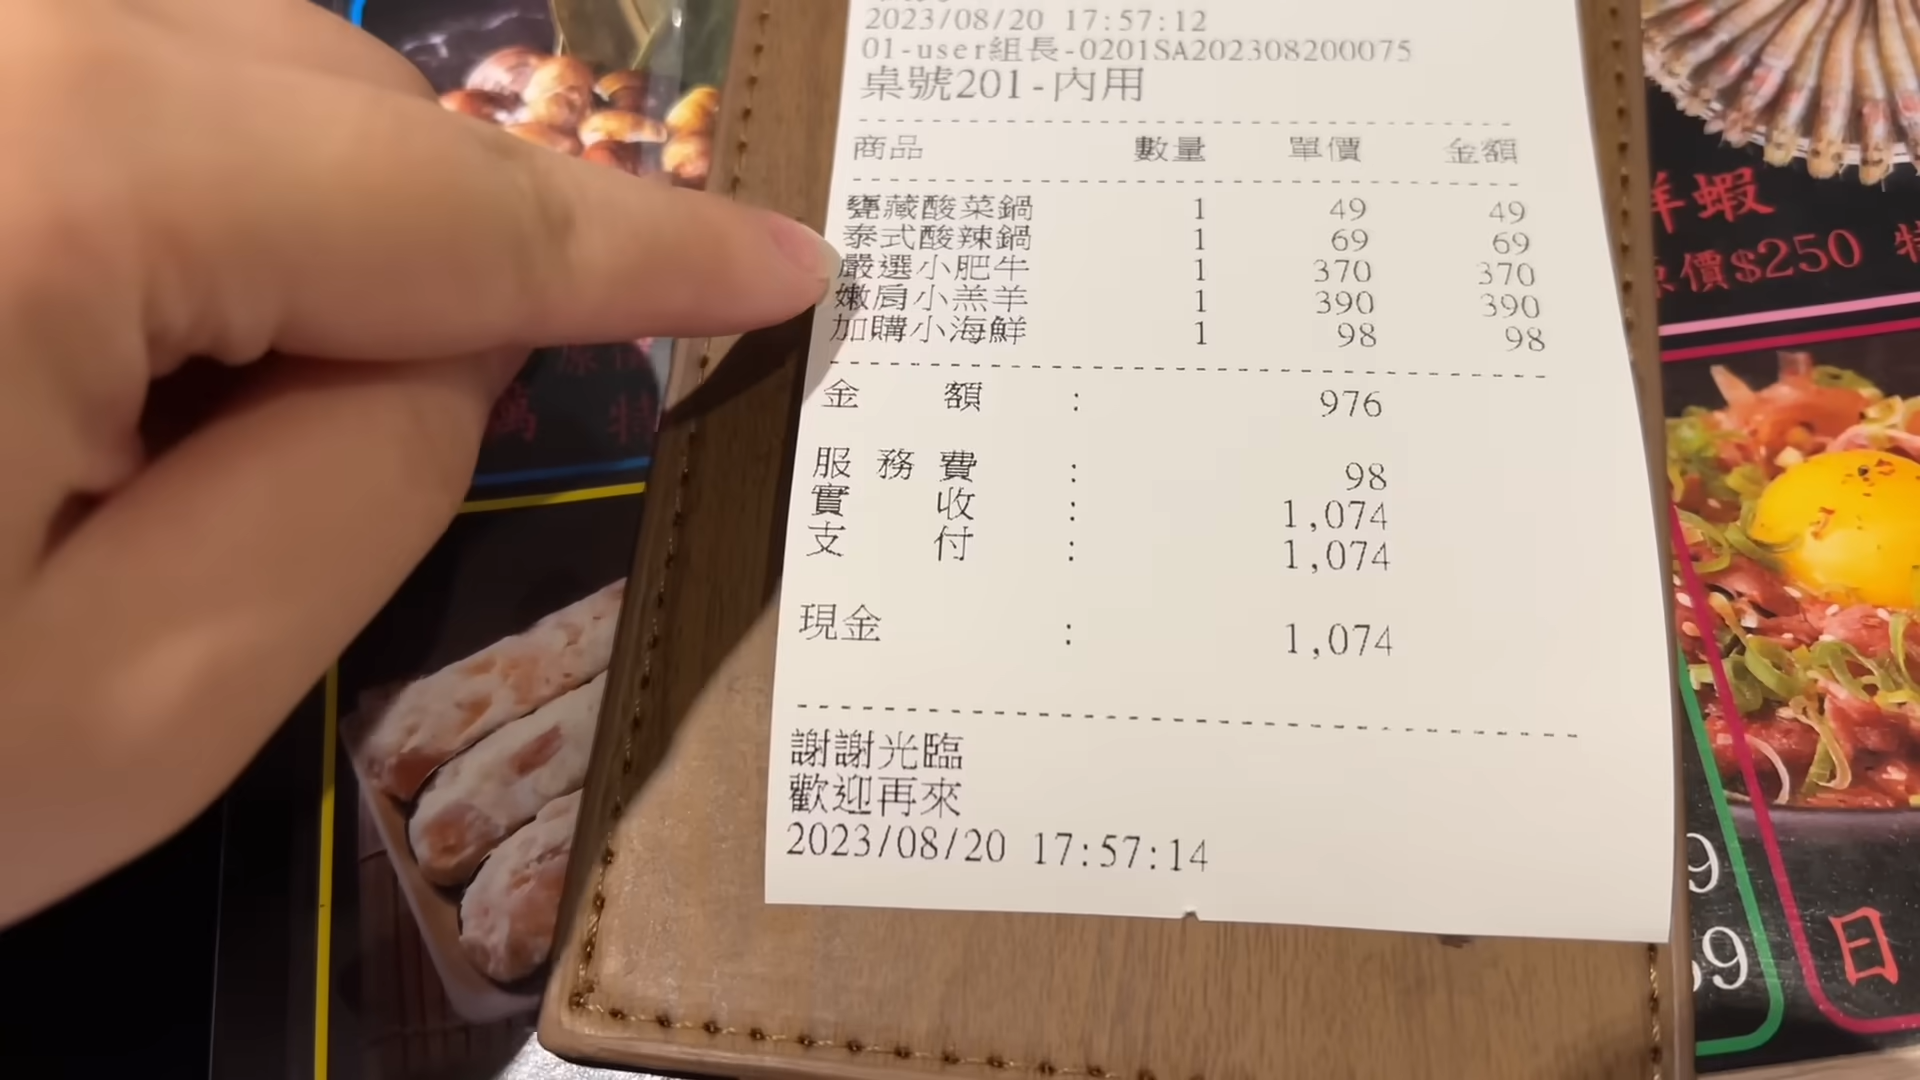 2023/08/20 17:57:12
01-user組長-0201SA202308200075
桌號201-內用
商品 數量 單價 金額
甕藏酸菜鍋 1 49 49
泰式酸辣鍋 1 69 69
嚴選小肥牛 1 370 370
嫩肩小羔羊 1 390 390
加購小海鮮 1 98 98
金額 : 976
服務費 : 98
實收 : 1,074
支付 : 1,074
現金 : 1,074
謝謝光臨
歡迎再來
2023/08/20 17:57:14
蝦
價$250
特
日